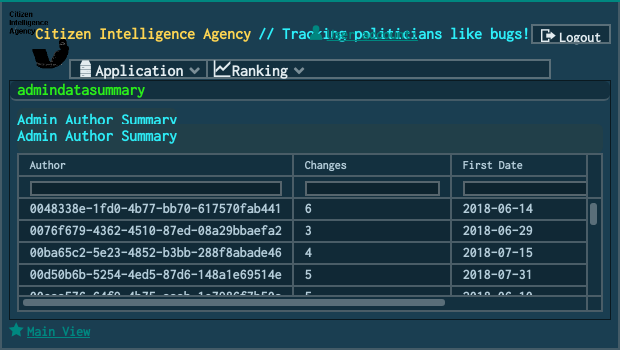 Citizen
Intelligence
Agency
Citizen Intelligence Agency // Tracking politicians like bugs!
Logout
Application
Ranking
admindatasummary
Admin Author Summary
Admin Author Summary
Author Changes First Date
0048338e-1fd0-4b77-bb70-617570fab441 6 2018-06-14
0076f679-4362-4510-87ed-08a29bbaefa2 3 2018-06-29
00ba65c2-5e23-4852-b3bb-288f8abade46 4 2018-07-15
00d50b6b-5254-4ed5-87d6-148a1e69514e 5 2018-07-31
Main View